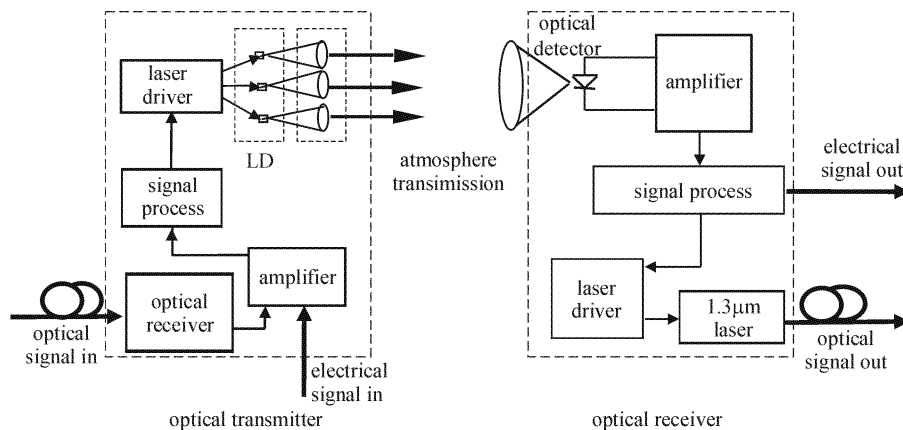 laser
driver
LD
signal
process
amplifier
optical
receiver
optical
signal in
electrical
signal in
optical transmitter
atmosphere
transimission
optical
detector
amplifier
signal process
electrical
signal out
laser
driver
1.3μm
laser
optical
signal out
optical receiver